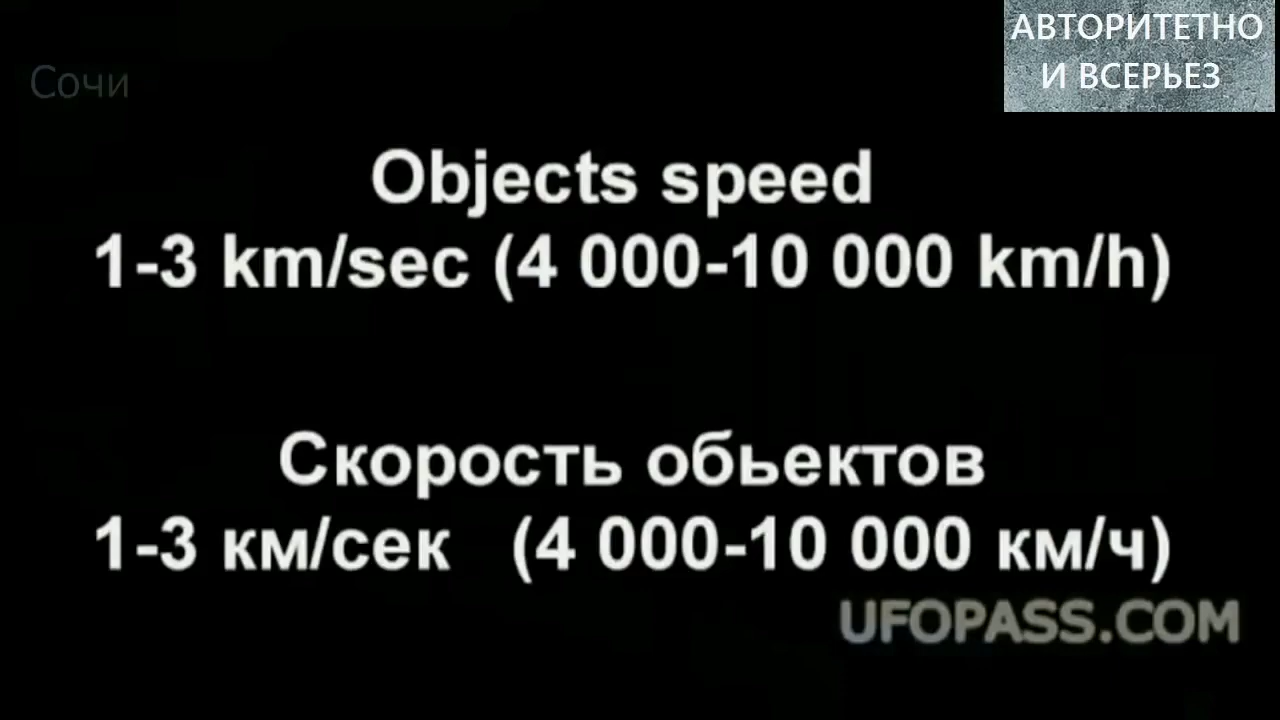 АВТОРИТЕТНО
И ВСЕРЬЕЗ
Сочи
Objects speed
1-3 km/sec (4 000-10 000 km/h)
Скорость обьектов
1-3 км/сек (4 000-10 000 км/ч)
UFOPASS.COM